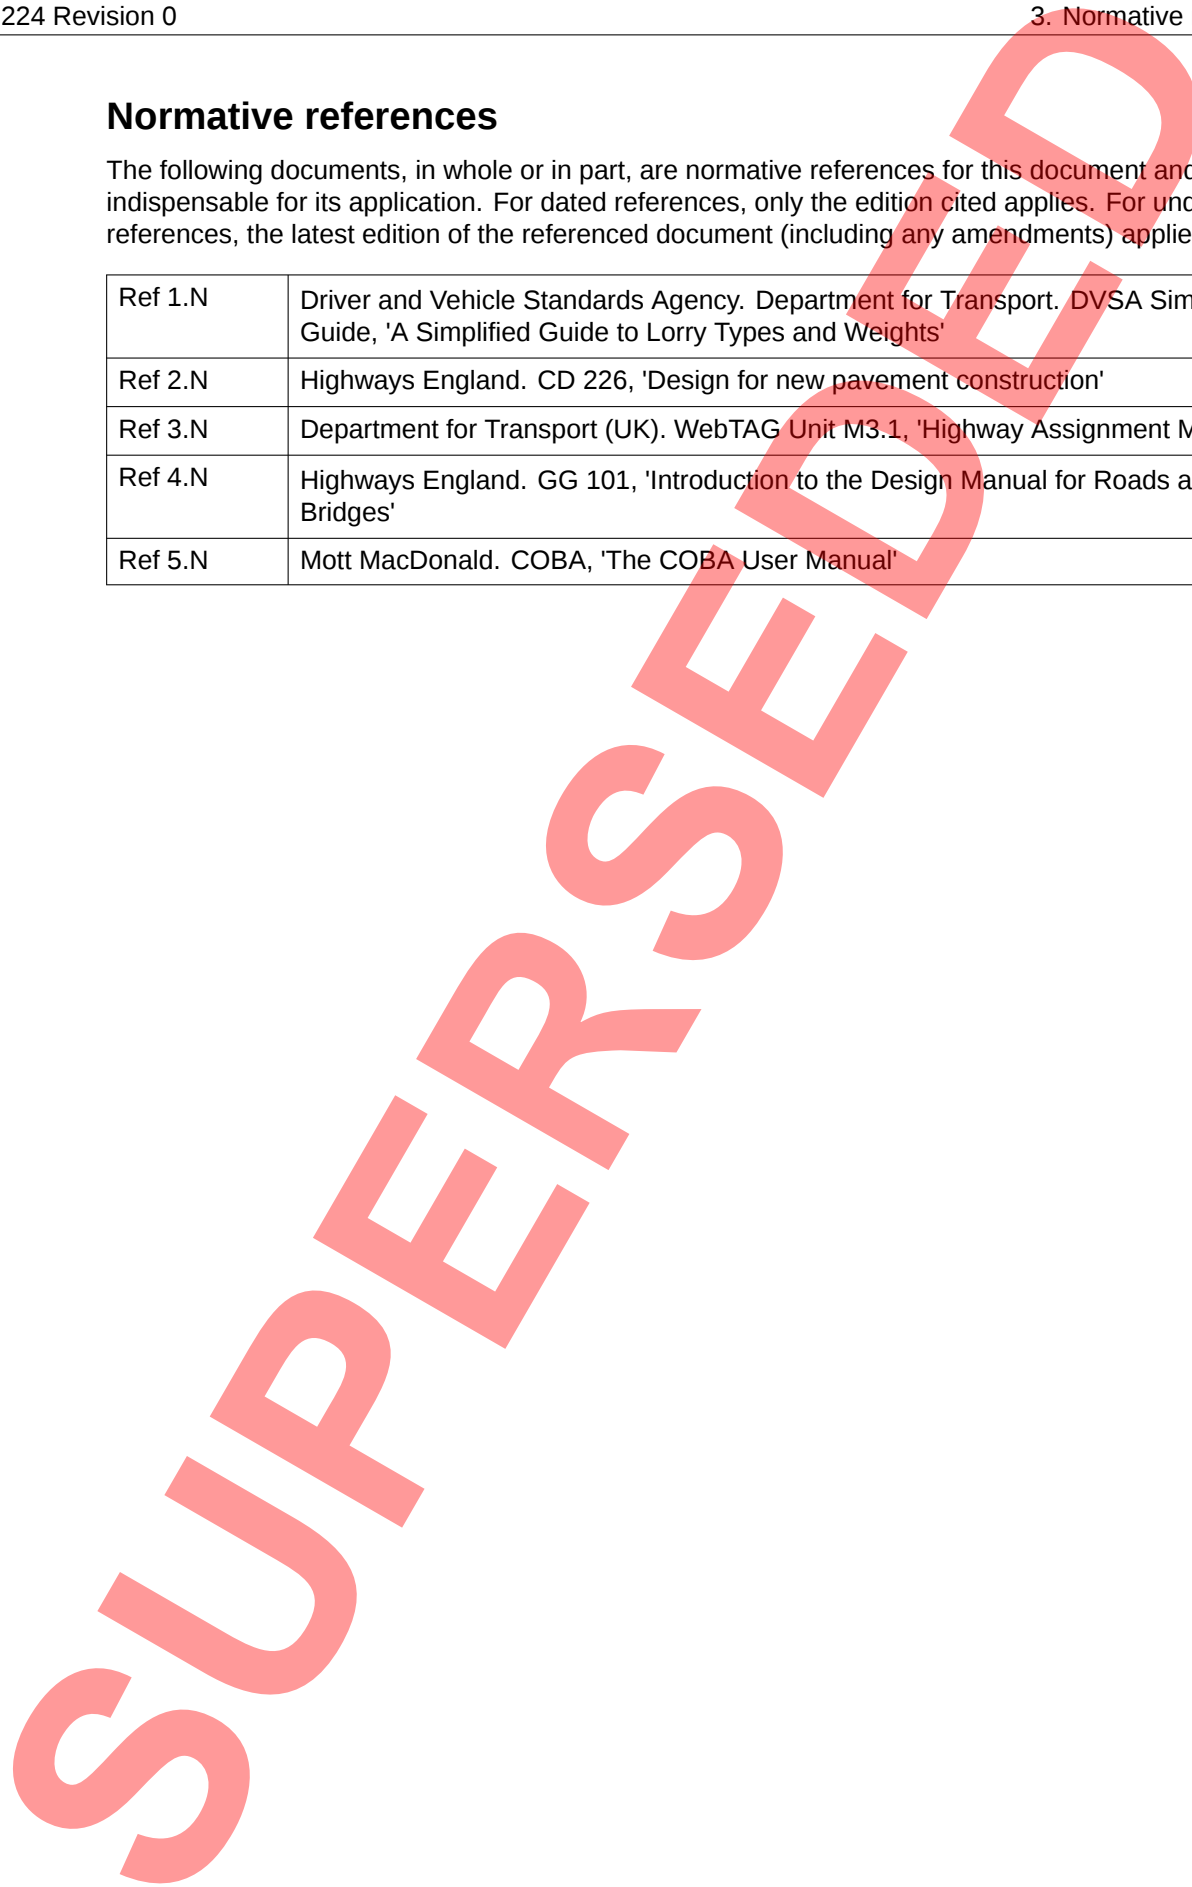 224 Revision 0 3. Normative
Normative references
The following documents, in whole or in part, are normative references for this document and
indispensable for its application. For dated references, only the edition cited applies. For und
references, the latest edition of the referenced document (including any amendments) applie
Ref 1.N Driver and Vehicle Standards Agency. Department for Transport. DVSA Sim
Guide, 'A Simplified Guide to Lorry Types and Weights'
Ref 2.N Highways England. CD 226, 'Design for new pavement construction'
Ref 3.N Department for Transport (UK). WebTAG Unit M3.1, 'Highway Assignment M
Ref 4.N Highways England. GG 101, 'Introduction to the Design Manual for Roads a
Bridges'
Ref 5.N Mott MacDonald. COBA, 'The COBA User Manual'
SUPERSEDED